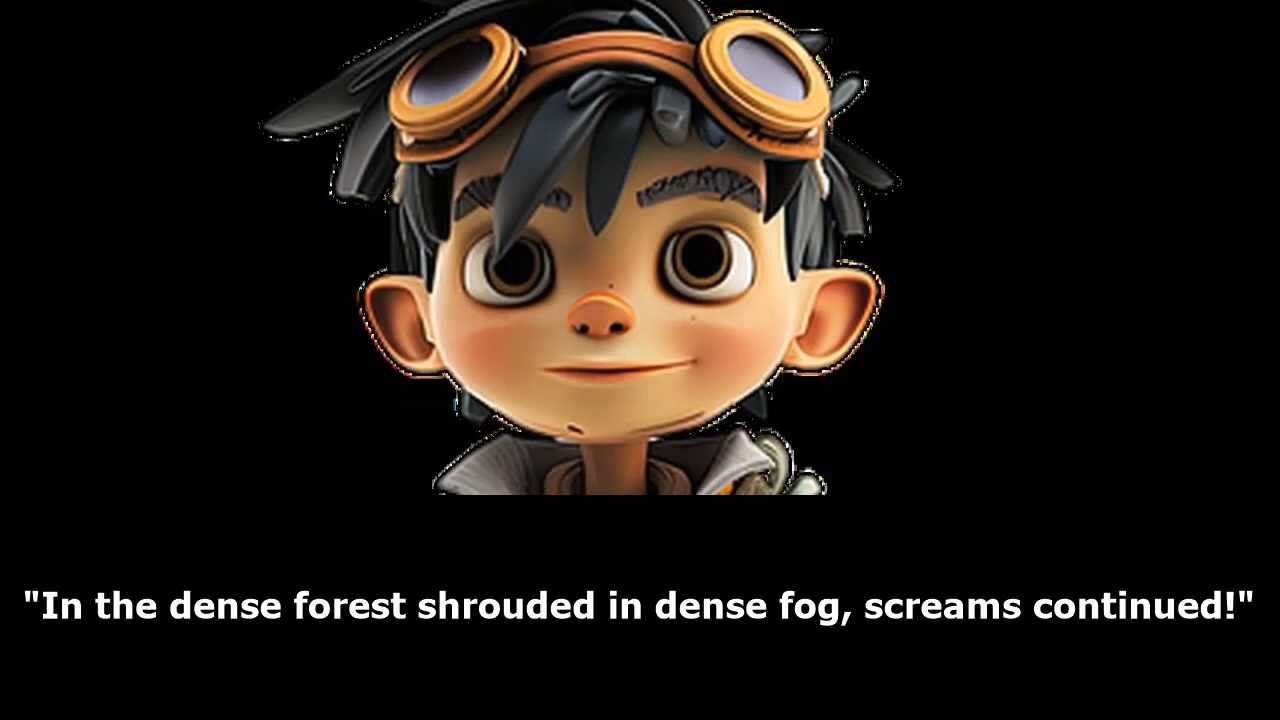 "In the dense forest shrouded in dense fog, screams continued!"